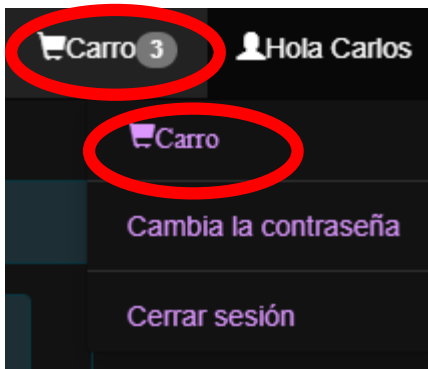 Carro 3 Hola Carlos
Carro
Cambia la contraseña
Cerrar sesión